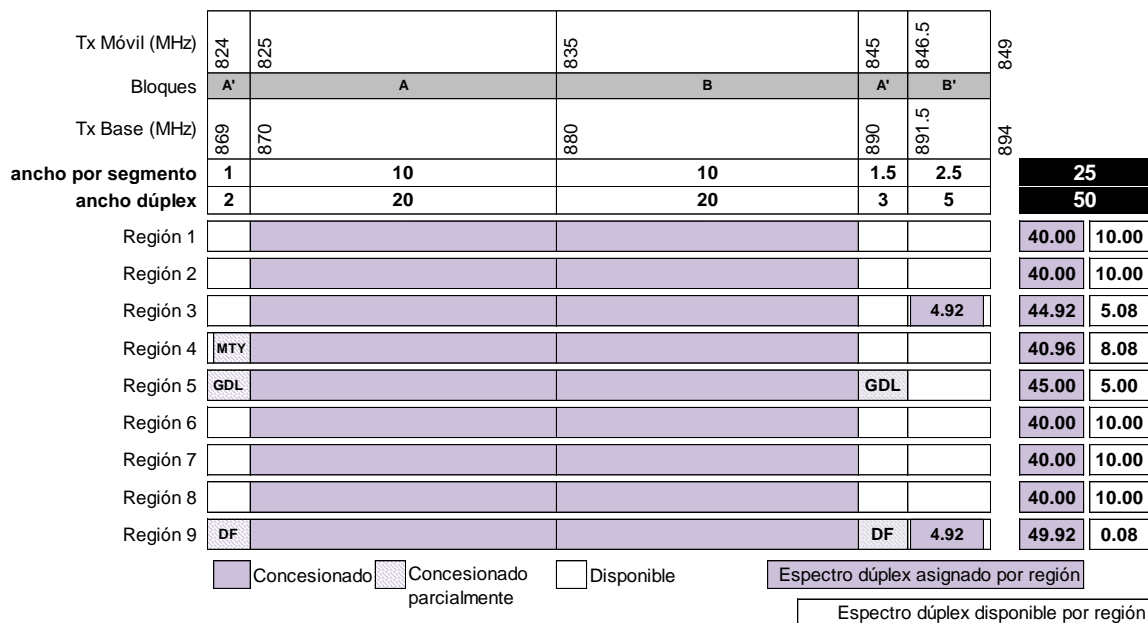 Tx Móvil (MHz) 824 825 835 845 846.5 849
Bloques A' A B A' B'
Tx Base (MHz) 869 870 880 890 891.5 894
ancho por segmento 1 10 10 1.5 2.5 25
ancho dúplex 2 20 20 3 5 50
Región 1 40.00 10.00
Región 2 40.00 10.00
Región 3 4.92 44.92 5.08
Región 4 MTY 40.96 8.08
Región 5 GDL GDL 45.00 5.00
Región 6 40.00 10.00
Región 7 40.00 10.00
Región 8 40.00 10.00
Región 9 DF DF 4.92 49.92 0.08
Concesionado Concesionado parcialmente Disponible Espectro dúplex asignado por región
Espectro dúplex disponible por región